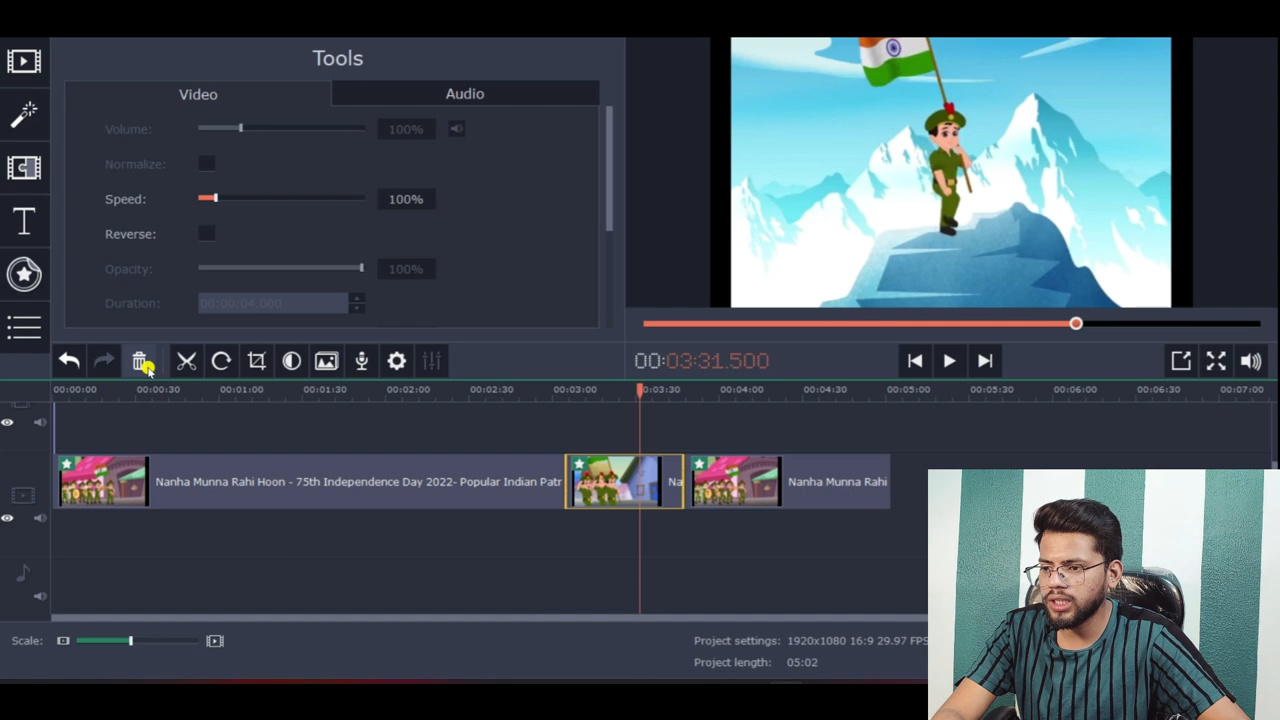 Tools
Video
Audio
Volume:
100%
Normalize:
Speed:
100%
Reverse:
Opacity:
100%
Duration:
00:00:04.000
00:03:31.500
00:00:00
00:00:30
00:01:00
00:01:30
00:02:00
00:02:30
00:03:00
0:03:30
00:04:00
00:04:30
00:05:00
00:05:30
00:06:00
00:06:30
00:07:00
Nanha Munna Rahi Hoon - 75th Independence Day 2022- Popular Indian Patr
Na
Nanha Munna Rahi
Scale:
Project settings: 1920x1080 16:9 29.97 FPS
Project length: 05:02